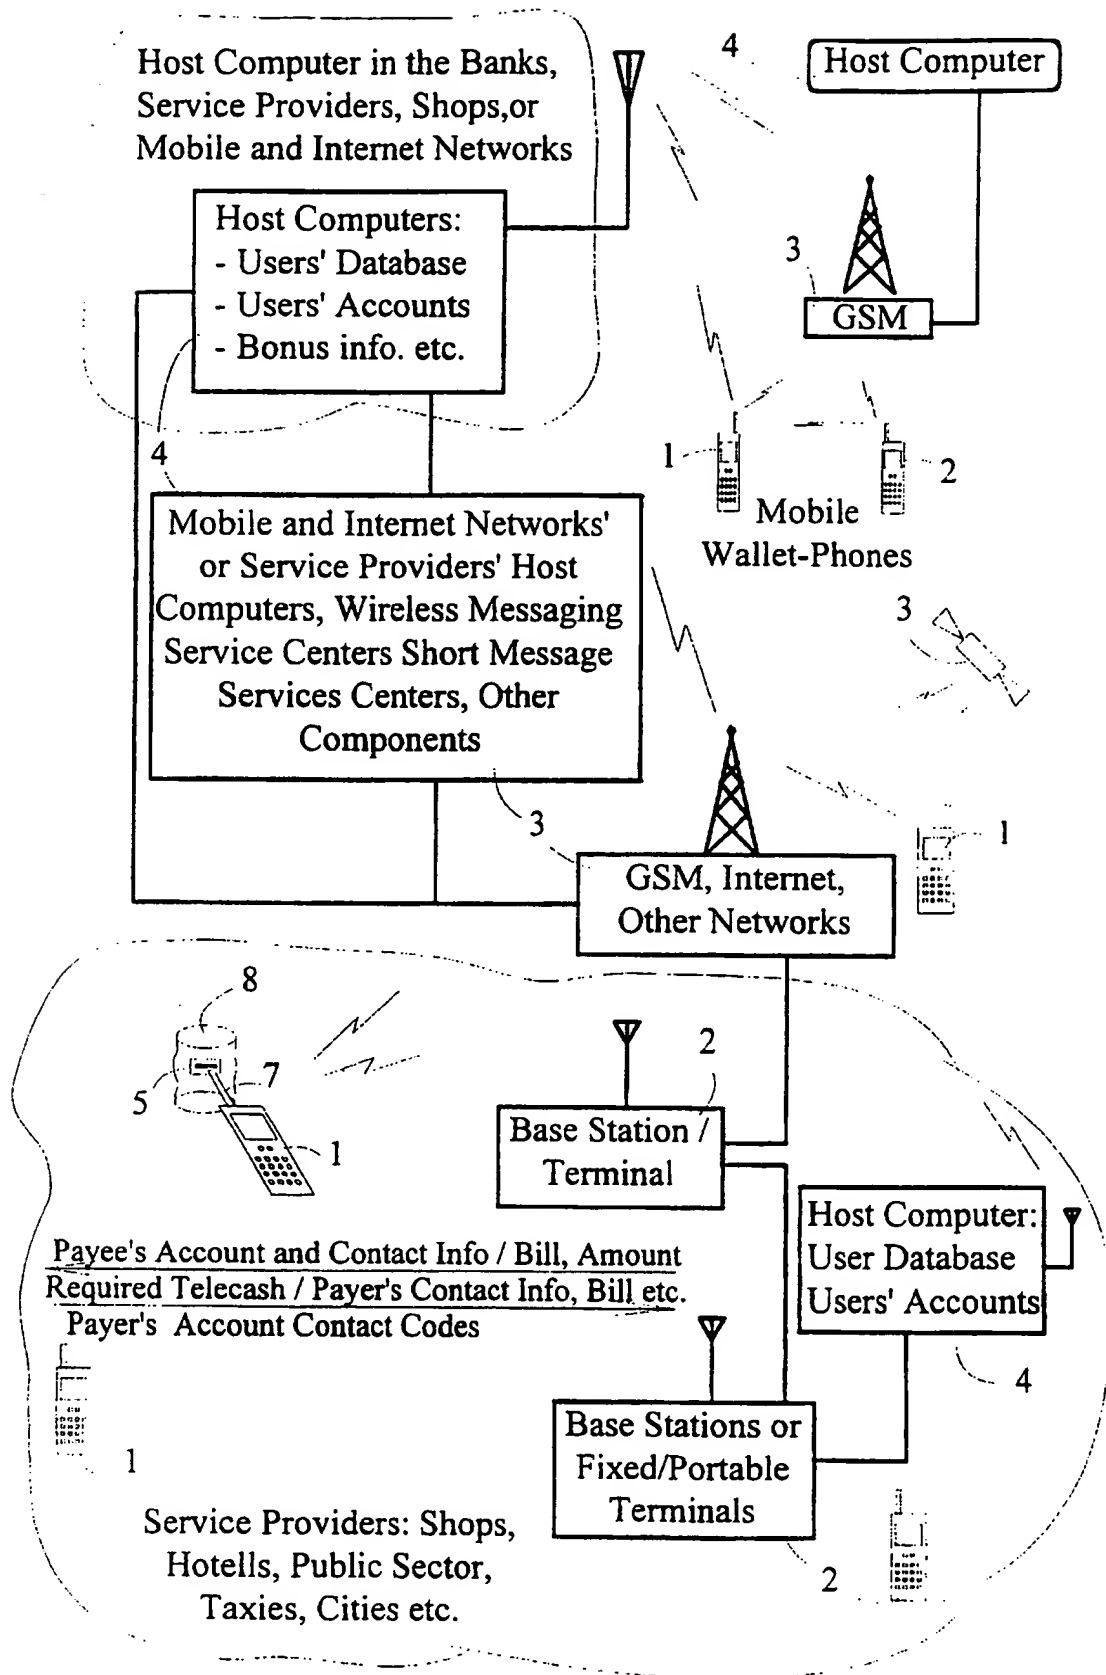 Host Computer in the Banks,
Service Providers, Shops,or
Mobile and Internet Networks
4
Host Computer
Host Computers:
- Users' Database
- Users' Accounts
- Bonus info. etc.
3
GSM
4
1
2
Mobile
Wallet-Phones
Mobile and Internet Networks'
or Service Providers' Host
Computers, Wireless Messaging
Service Centers Short Message
Services Centers, Other
Components
3
3
1
GSM, Internet,
Other Networks
8
5
7
1
2
Base Station /
Terminal
Host Computer:
User Database
Users' Accounts
4
Payee's Account and Contact Info / Bill, Amount
Required Telecash / Payer's Contact Info, Bill etc.
Payer's Account Contact Codes
1
Base Stations or
Fixed/Portable
Terminals
2
Service Providers: Shops,
Hotells, Public Sector,
Taxies, Cities etc.